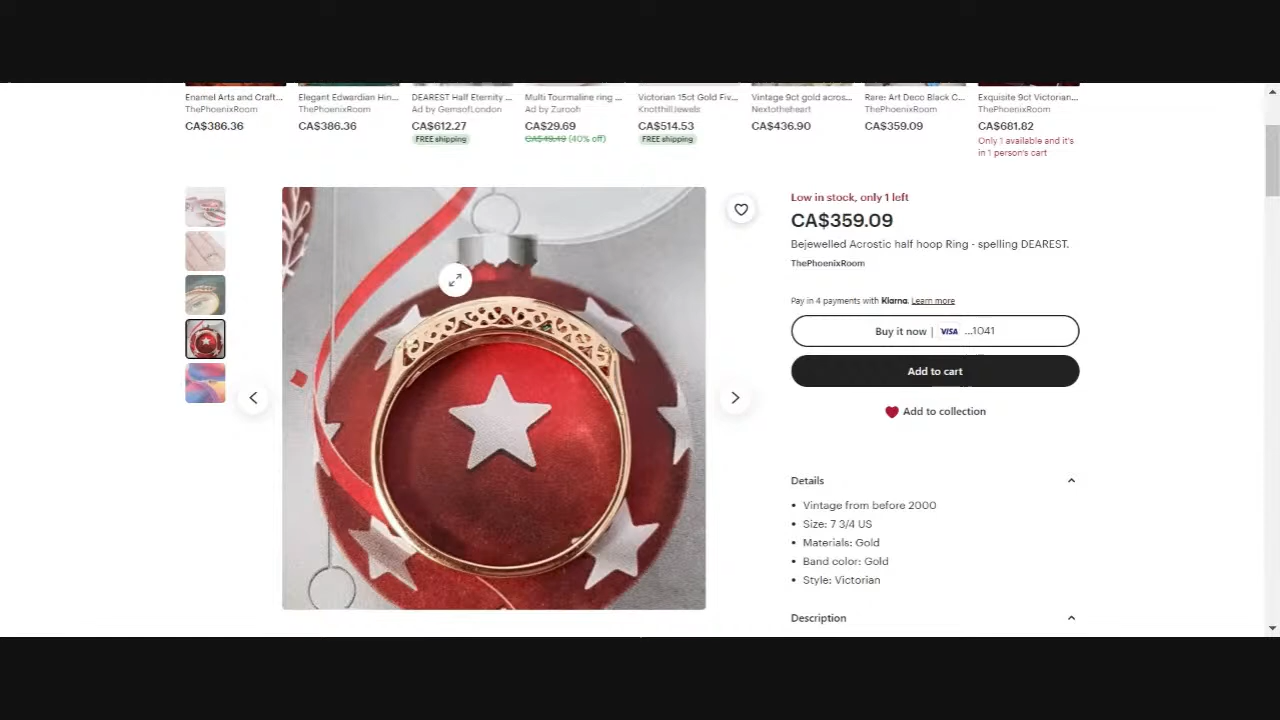 Enamel Arts and Craft... Elegant Edwardian Hin... DEAREST Half Eternity ... Multi Tourmaline ring ... Victorian 15ct Gold Fiv... Vintage 9ct gold acros... Rare: Art Deco Black C... Exquisite 9ct Victorian...
ThePhoenixRoom ThePhoenixRoom Ad by GemsofLondon Ad by Zurooh KnotthillJewels Nextotheheart ThePhoenixRoom ThePhoenixRoom
CA$386.36 CA$386.36 CA$612.27 CA$29.69 CA$514.53 CA$436.90 CA$359.09 CA$681.82
FREE shipping CA$49.49 (40% off) FREE shipping Only 1 available and it's
in 1 person's cart
Low in stock, only 1 left
CA$359.09
Bejewelled Acrostic half hoop Ring - spelling DEAREST.
ThePhoenixRoom
Pay in 4 payments with Klarna. Learn more
Buy it now | VISA ...1041
Add to cart
Add to collection
Details
• Vintage from before 2000
• Size: 7 3/4 US
• Materials: Gold
• Band color: Gold
• Style: Victorian
Description